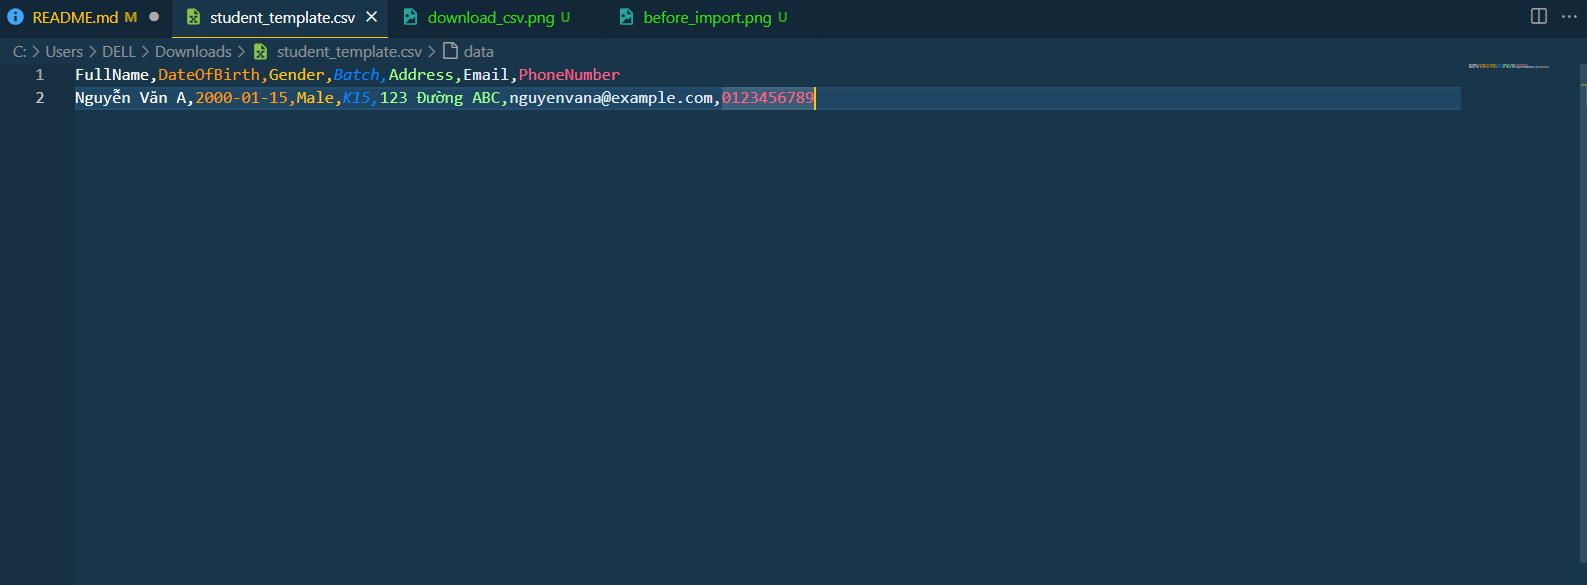 README.md M student_template.csv download_csv.png U before_import.png U
C: > Users > DELL > Downloads > student_template.csv > data
1 FullName,DateOfBirth,Gender,Batch,Address,Email,PhoneNumber
2 Nguyễn Văn A,2000-01-15,Male,K15,123 Đường ABC,nguyenvana@example.com,0123456789